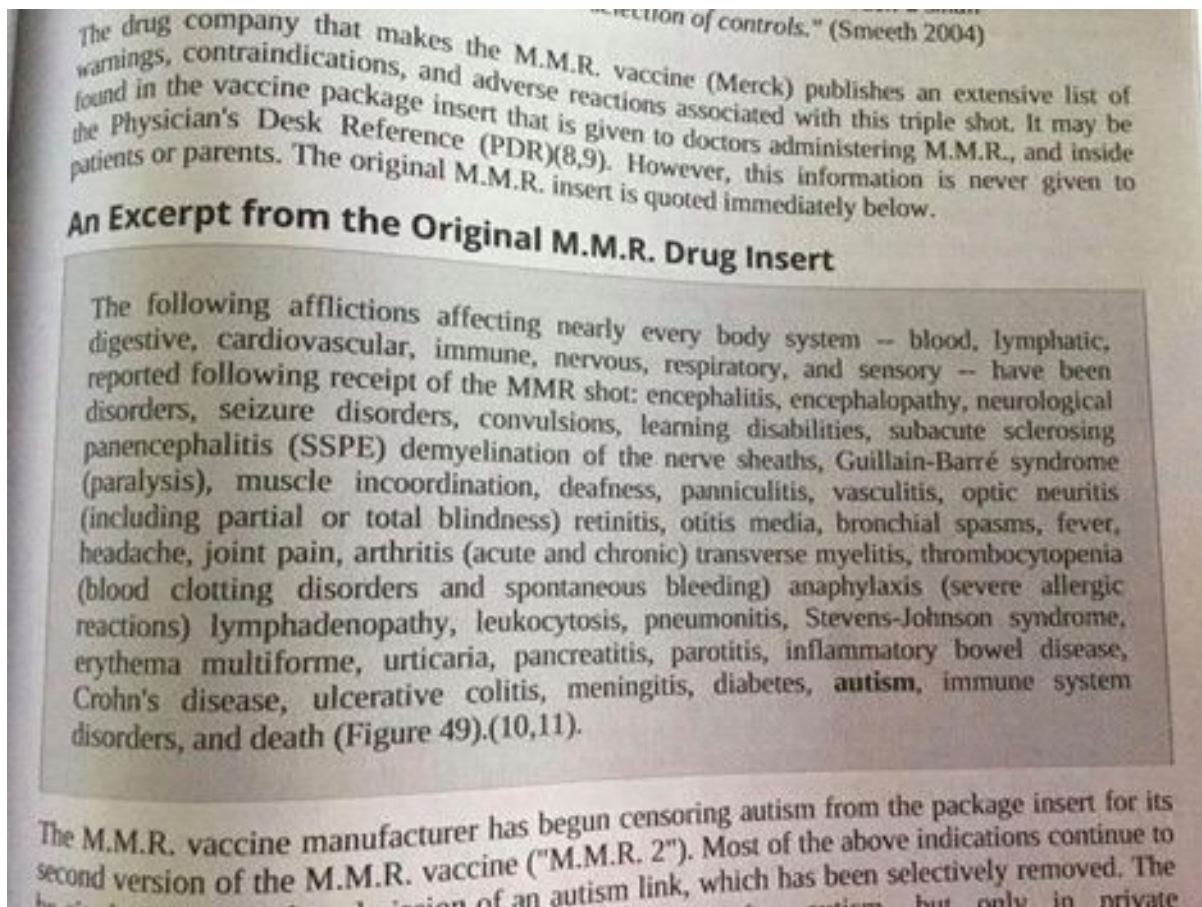 of controls." (Smeeth 2004)
The drug company that makes the M.M.R. vaccine (Merck) publishes an extensive list of
warnings, contraindications, and adverse reactions associated with this triple shot. It may be
found in the vaccine package insert that is given to doctors administering M.M.R., and inside
the Physician's Desk Reference (PDR)(8,9). However, this information is never given to
patients or parents. The original M.M.R. insert is quoted immediately below.
An Excerpt from the Original M.M.R. Drug Insert
The following afflictions affecting nearly every body system -- blood, lymphatic,
digestive, cardiovascular, immune, nervous, respiratory, and sensory -- have been
reported following receipt of the MMR shot: encephalitis, encephalopathy, neurological
disorders, seizure disorders, convulsions, learning disabilities, subacute sclerosing
panencephalitis (SSPE) demyelination of the nerve sheaths, Guillain-Barré syndrome
(paralysis), muscle incoordination, deafness, panniculitis, vasculitis, optic neuritis
(including partial or total blindness) retinitis, otitis media, bronchial spasms, fever,
headache, joint pain, arthritis (acute and chronic) transverse myelitis, thrombocytopenia
(blood clotting disorders and spontaneous bleeding) anaphylaxis (severe allergic
reactions) lymphadenopathy, leukocytosis, pneumonitis, Stevens-Johnson syndrome,
erythema multiforme, urticaria, pancreatitis, parotitis, inflammatory bowel disease,
Crohn's disease, ulcerative colitis, meningitis, diabetes, autism, immune system
disorders, and death (Figure 49).(10,11).
The M.M.R. vaccine manufacturer has begun censoring autism from the package insert for its
second version of the M.M.R. vaccine ("M.M.R. 2"). Most of the above indications continue to
of an autism link, which has been selectively removed. The
but only in private